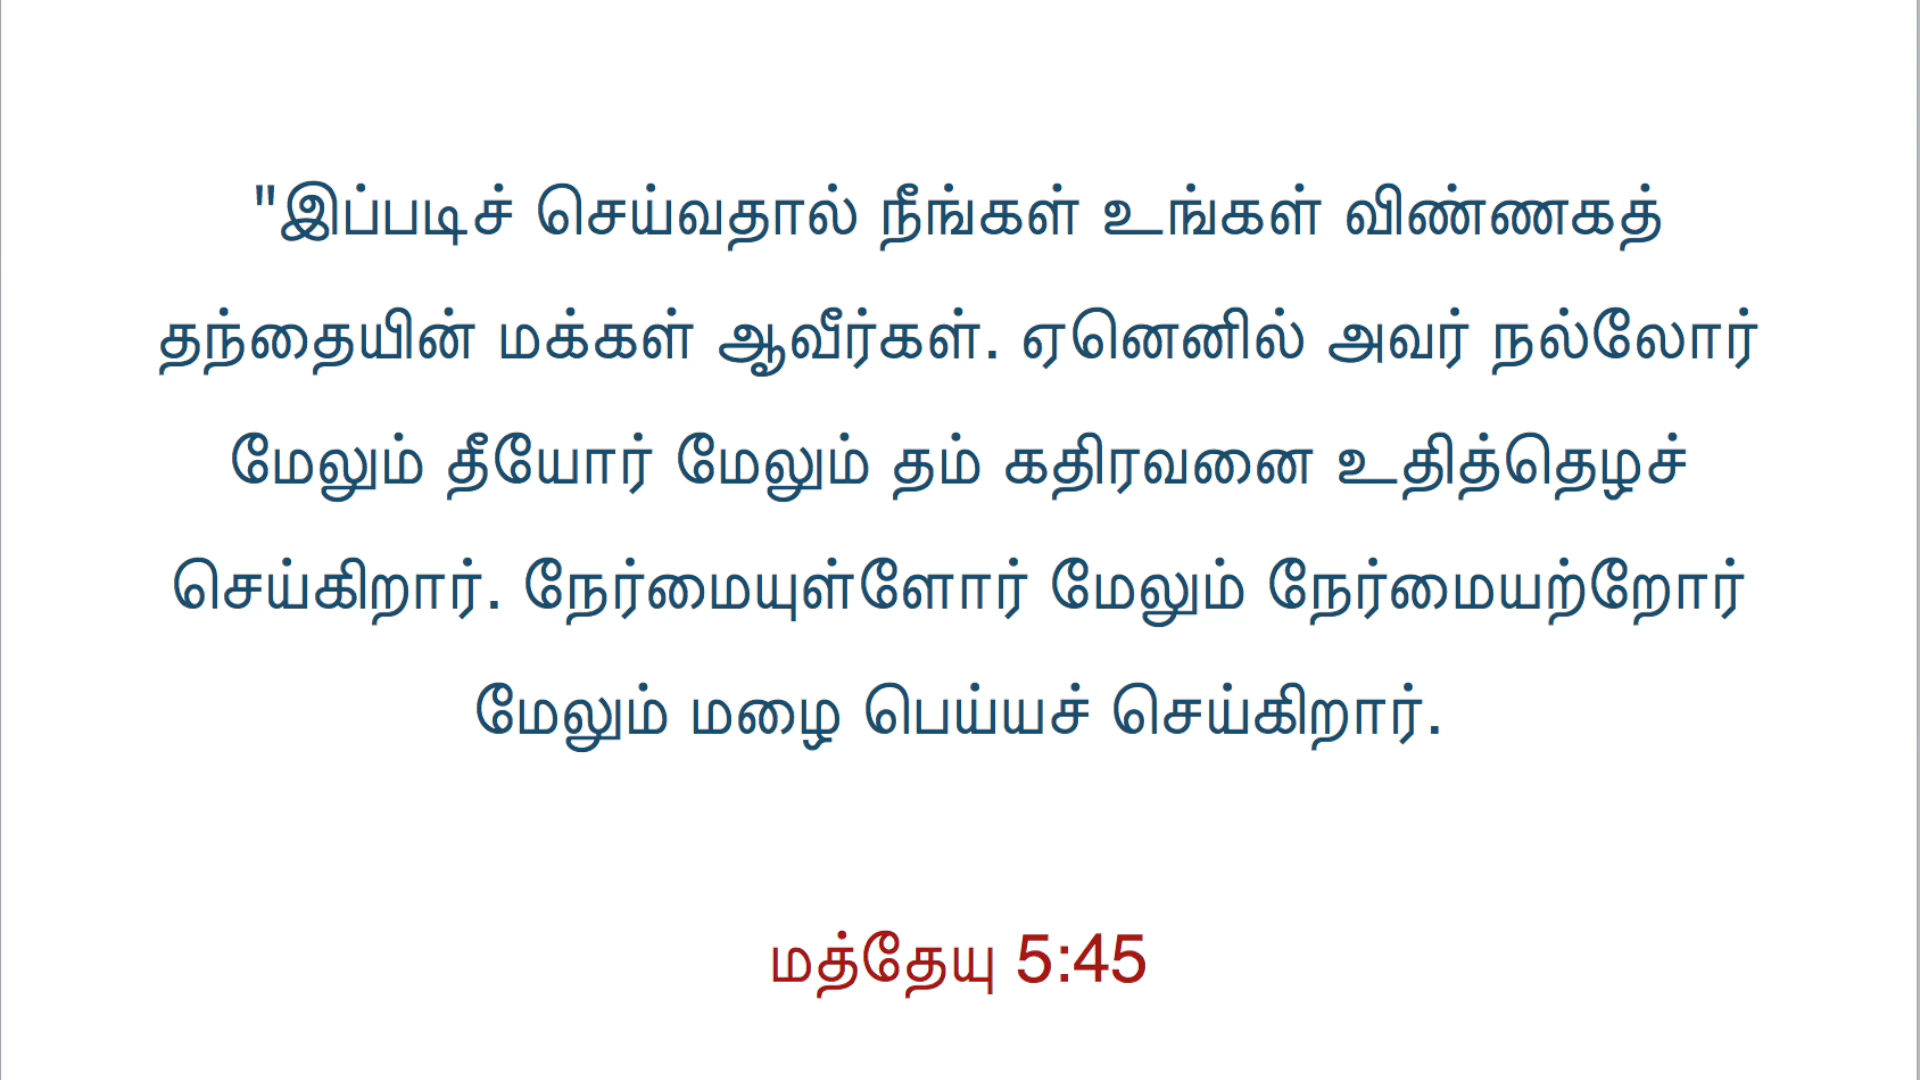 "இப்படிச் செய்வதால் நீங்கள் உங்கள் விண்ணகத்
தந்தையின் மக்கள் ஆவீர்கள். ஏனெனில் அவர் நல்லோர்
மேலும் தீயோர் மேலும் தம் கதிரவனை உதித்தெழச்
செய்கிறார். நேர்மையுள்ளோர் மேலும் நேர்மையற்றோர்
மேலும் மழை பெய்யச் செய்கிறார்.
மத்தேயு 5:45